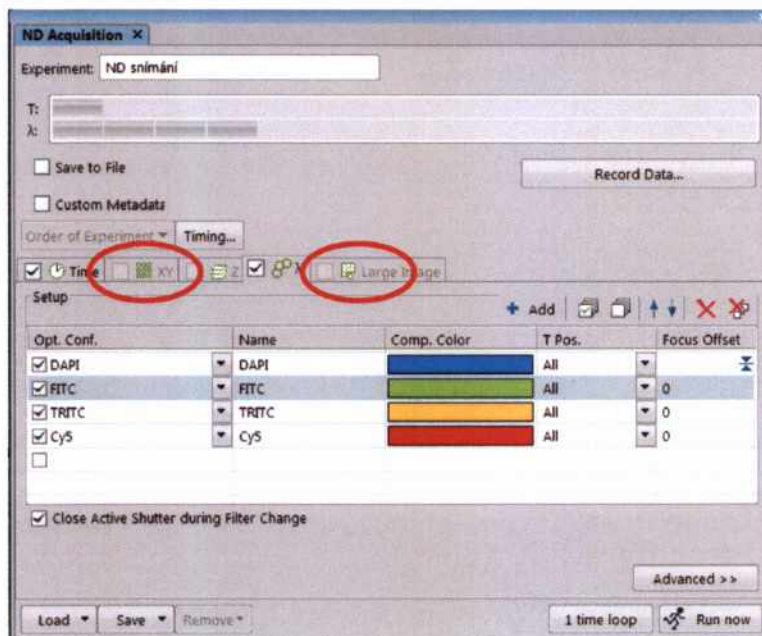 ND Acquisition ×
Experiment: ND snímání
T:
λ:
Save to File
Record Data...
Custom Metadata
Order of Experiment Timing...
Time XY Z λ Large Image
Setup
+ Add
Opt. Conf. Name Comp. Color T Pos. Focus Offset
DAPI DAPI All
FITC FITC All 0
TRITC TRITC All 0
Cy5 Cy5 All 0
Close Active Shutter during Filter Change
Advanced >>
Load Save Remove 1 time loop Run now